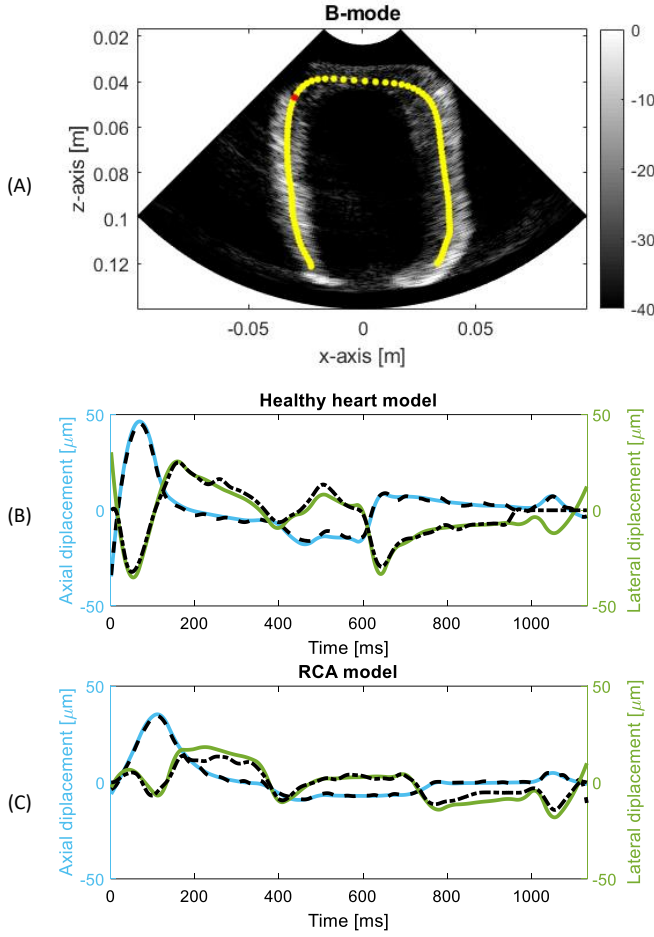 B-mode
0.02
0.04
0.06
0.08
0.1
0.12
z-axis [m]
-0.05
0
0.05
x-axis [m]
0
-10
-20
-30
-40
(A)
Healthy heart model
50
0
-50
Axial diplacement [μm]
50
0
-50
Lateral diplacement [μm]
0
200
400
600
800
1000
Time [ms]
(B)
RCA model
50
0
-50
Axial diplacement [μm]
50
0
-50
Lateral diplacement [μm]
0
200
400
600
800
1000
Time [ms]
(C)